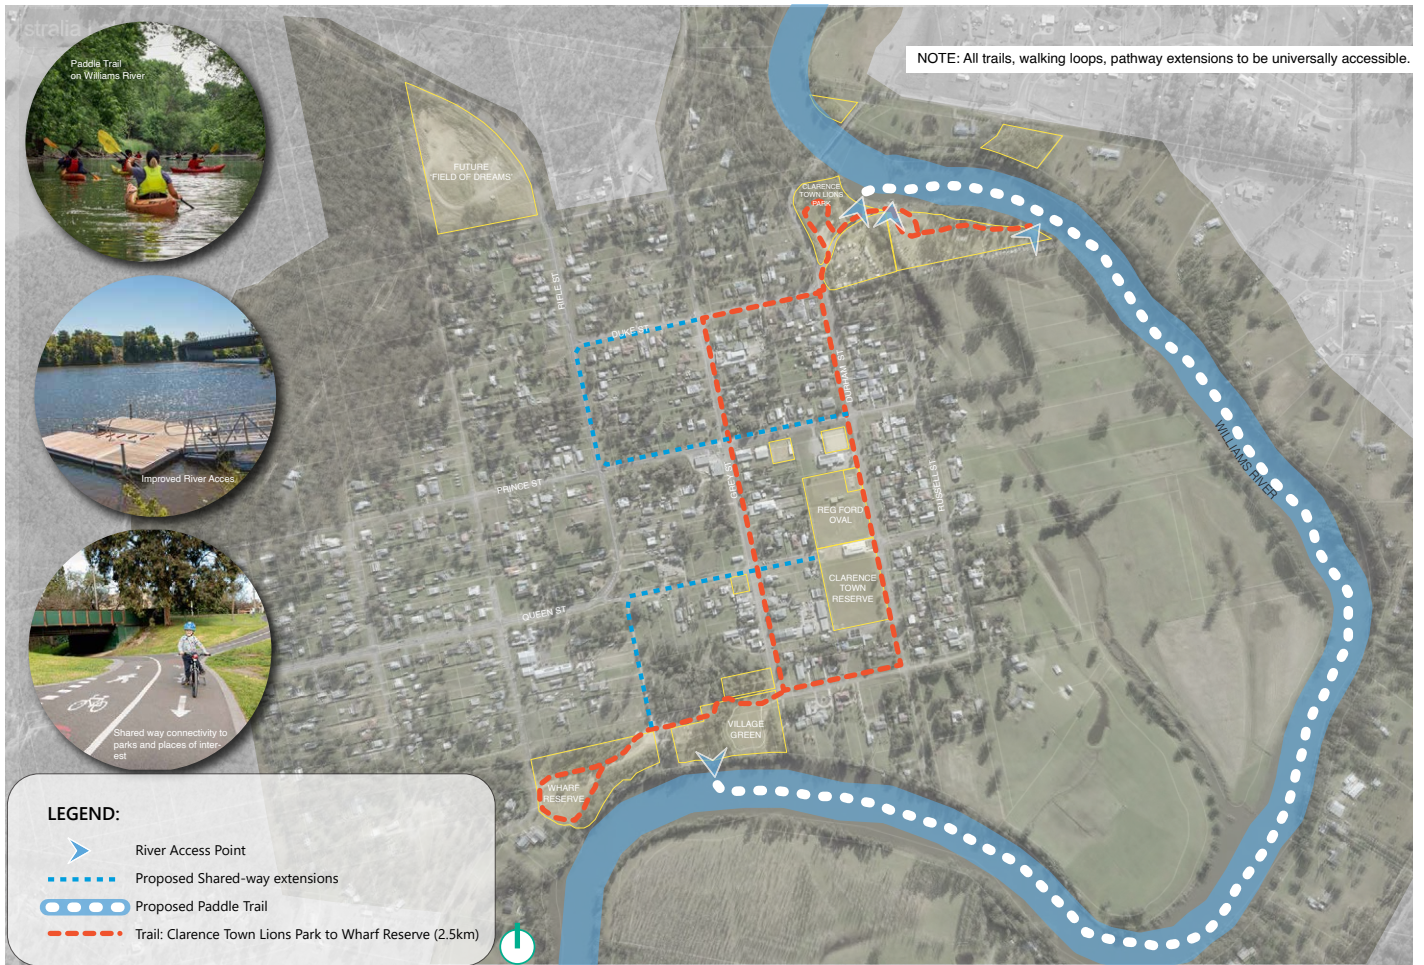 stralia
Paddle Trail
on Williams River
NOTE: All trails, walking loops, pathway extensions to be universally accessible.
FUTURE
'FIELD OF DREAMS'
CLARENCE
TOWN LIONS
PARK
RIFLE ST
DUKE ST
DURHAM ST
WILLIAMS RIVER
Improved River Acces
PRINCE ST
GREY ST
RUSSELL ST
REG FORD
OVAL
CLARENCE
TOWN
RESERVE
QUEEN ST
Shared way connectivity to
parks and places of inter-
est
VILLAGE
GREEN
WHARF
RESERVE
LEGEND:
River Access Point
Proposed Shared-way extensions
Proposed Paddle Trail
Trail: Clarence Town Lions Park to Wharf Reserve (2.5km)